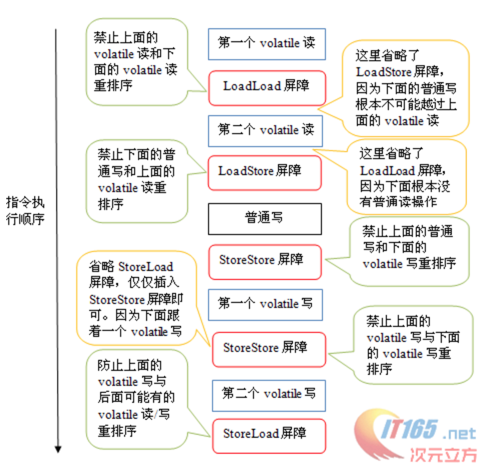 禁止上面的
volatile 读和下
面的 volatile 读
重排序
第一个 volatile 读
LoadLoad 屏障
这里省略了
LoadStore 屏障,
因为下面的普通写
根本不可能越过上
面的 volatile 读
第二个 volatile 读
禁止下面的普
通写和上面的
volatile 读重
排序
LoadStore 屏障
这里省略了
LoadLoad 屏障,
因为下面根本没
有普通读操作
指令执
行顺序
普通写
StoreStore 屏障
禁止上面的普通
写和下面的
volatile 写重排序
省略 StoreLoad
屏障，仅仅插入
StoreStore 屏障即
可。因为下面跟
着一个 volatile 写
第一个 volatile 写
StoreStore 屏障
禁止上面的
volatile 写与下面
的 volatile 写重
排序
防止上面的
volatile 写与
后面可能有的
volatile 读/写
重排序
第二个 volatile 写
StoreLoad 屏障
IT165.net
次元立方